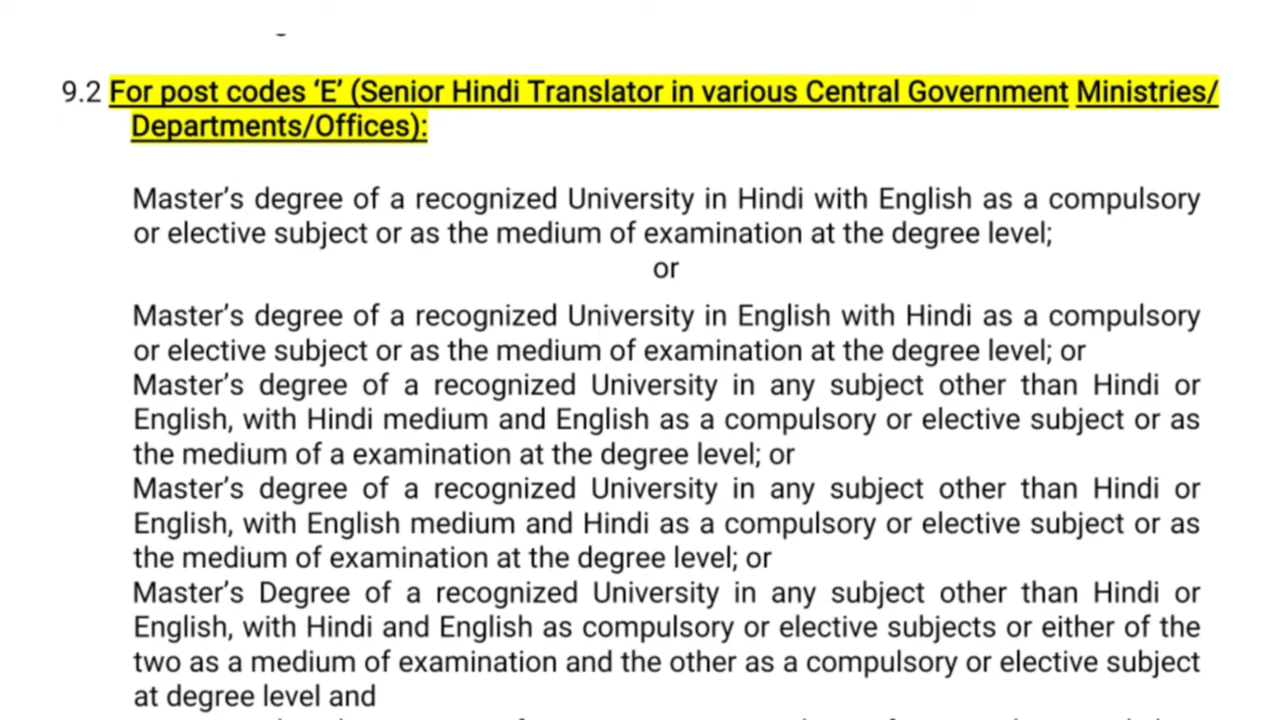 9.2 For post codes ‘E’ (Senior Hindi Translator in various Central Government Ministries/
Departments/Offices):
Master’s degree of a recognized University in Hindi with English as a compulsory
or elective subject or as the medium of examination at the degree level;
or
Master’s degree of a recognized University in English with Hindi as a compulsory
or elective subject or as the medium of examination at the degree level; or
Master’s degree of a recognized University in any subject other than Hindi or
English, with Hindi medium and English as a compulsory or elective subject or as
the medium of a examination at the degree level; or
Master’s degree of a recognized University in any subject other than Hindi or
English, with English medium and Hindi as a compulsory or elective subject or as
the medium of examination at the degree level; or
Master’s Degree of a recognized University in any subject other than Hindi or
English, with Hindi and English as compulsory or elective subjects or either of the
two as a medium of examination and the other as a compulsory or elective subject
at degree level and